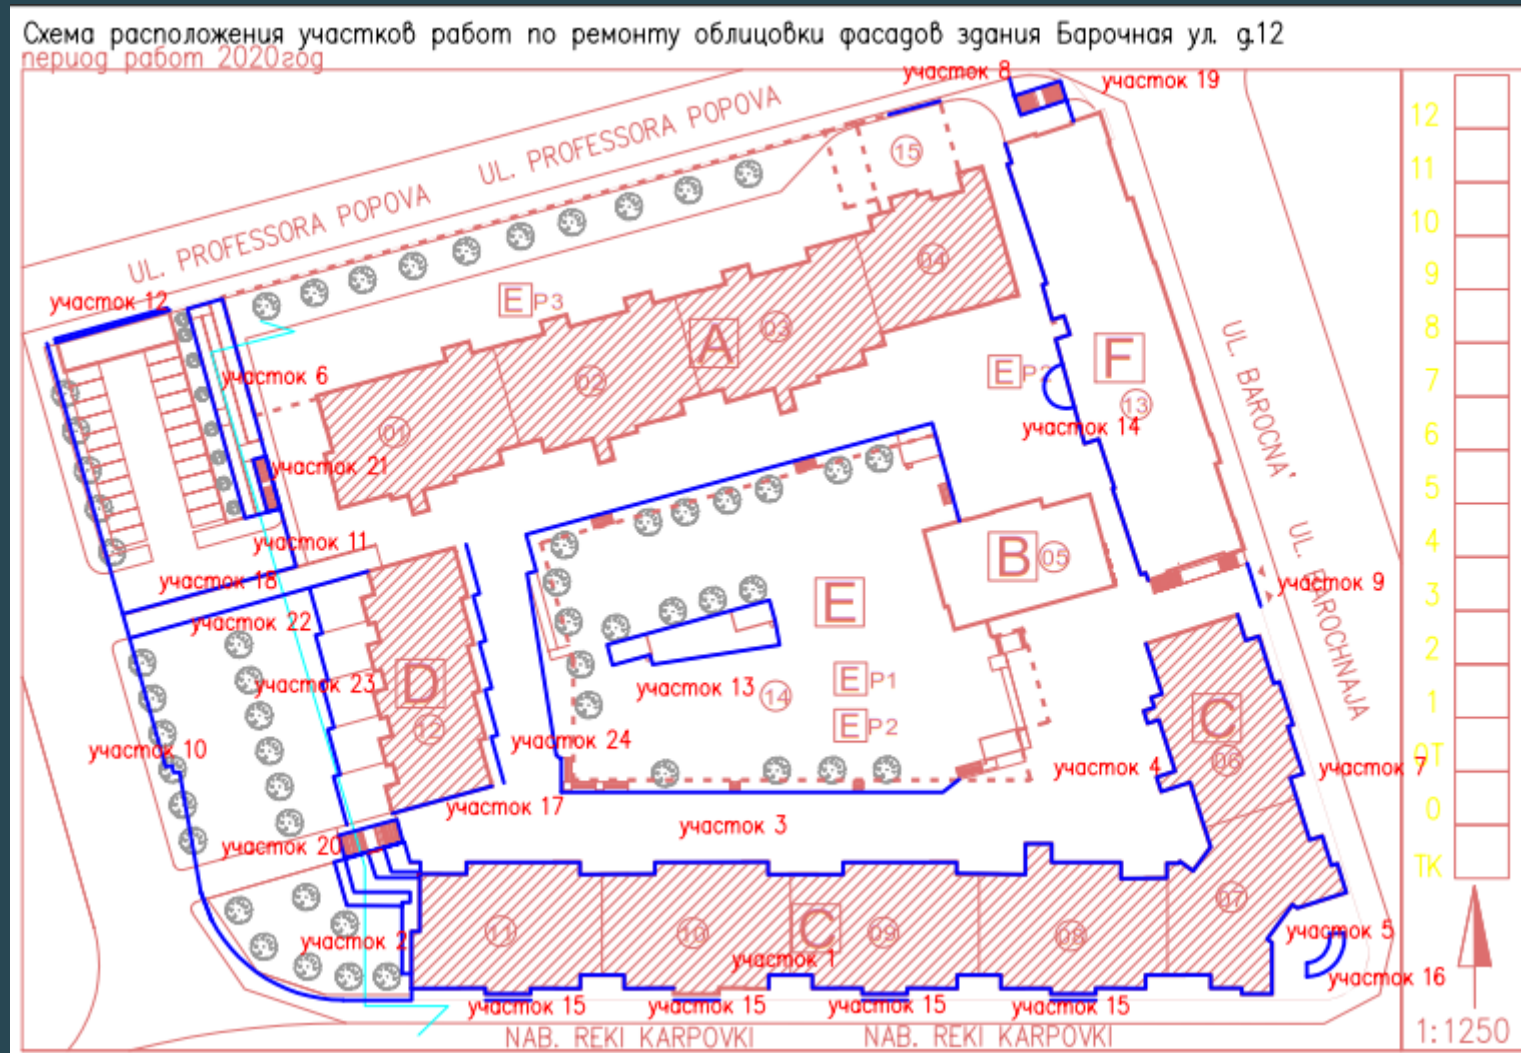 Схема расположения участков работ по ремонту облицовки фасадов здания Барочная ул. д.12
период работ 2020год
участок 8
участок 19
12
UL. PROFESSORA POPOVA
UL. PROFESSORA POPOVA
15
11
10
04
9
участок 12
E P3
03
A
8
F
UL. BAROCNA'
участок 6
02
E
7
13
01
участок 14
6
участок 21
5
участок 11
4
B 05
UL. BAROCHNAJA
участок 18
участок 9
E
3
участок 22
2
D
участок 23
участок 13
14
E P1
1
C
12
E P2
участок 10
участок 24
06
участок 4
участок 7
0T
участок 17
0
участок 3
участок 20
TK
07
11
10
C
09
08
участок 2
участок 5
участок 1
участок 16
участок 15
участок 15
участок 15
участок 15
NAB. REKI KARPOVKI
NAB. REKI KARPOVKI
1:1250